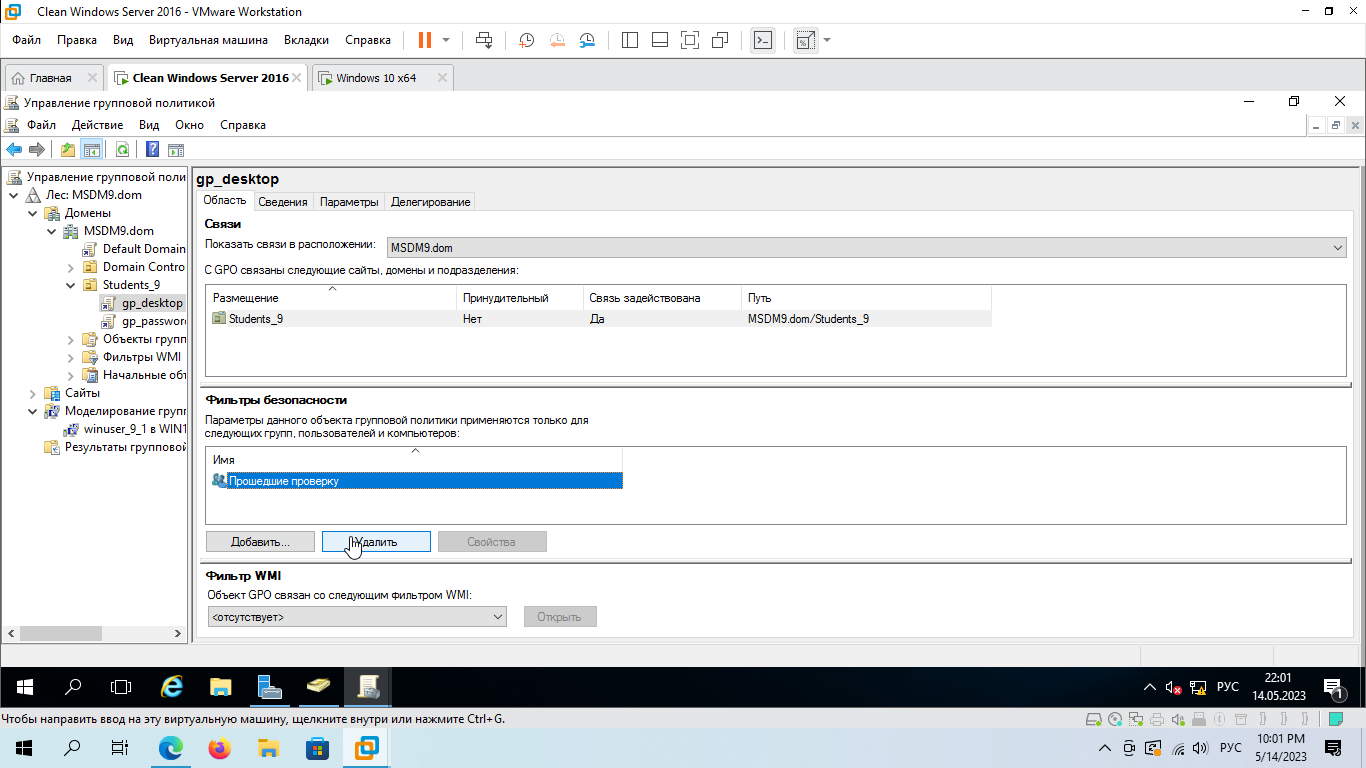 Clean Windows Server 2016 - VMware Workstation
Файл Правка Вид Виртуальная машина Вкладки Справка
Главная Clean Windows Server 2016 Windows 10 x64
Управление групповой политикой
Файл Действие Вид Окно Справка
Управление групповой поли
Лес: MSDM9.dom
Домены
MSDM9.dom
Default Domain
Domain Contro
Students_9
gp_desktop
gp_password
Объекты групп
Фильтры WMI
Начальные объ
Сайты
Моделирование групп
winuser_9_1 в WIN1
Результаты групповой
gp_desktop
Область Сведения Параметры Делегирование
Связи
Показать связи в расположении: MSDM9.dom
С GPO связаны следующие сайты, домены и подразделения:
Размещение Принудительный Связь задействована Путь
Students_9 Нет Да MSDM9.dom/Students_9
Фильтры безопасности
Параметры данного объекта групповой политики применяются только для
следующих групп, пользователей и компьютеров:
Имя
Прошедшие проверку
Добавить... Удалить Свойства
Фильтр WMI
Объект GPO связан со следующим фильтром WMI:
<отсутствует> Открыть
РУС 22:01
14.05.2023
1
Чтобы направить ввод на эту виртуальную машину, щелкните внутри или нажмите Ctrl+G.
РУС 10:01 PM
5/14/2023